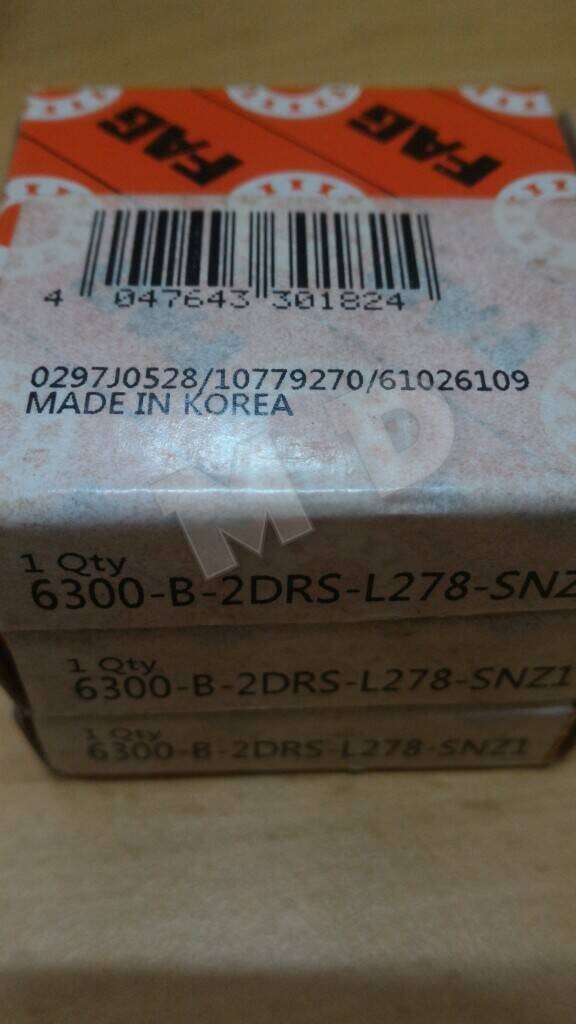 FAG FAG
4 047643 301824
0297J0528/10779270/61026109
MADE IN KOREA
M D
1 Qty
6300-B-2DRS-L278-SNZ
1 Qty
6300-B-2DRS-L278-SNZ1
1 Qty
6300-B-2DRS-L278-SNZ1